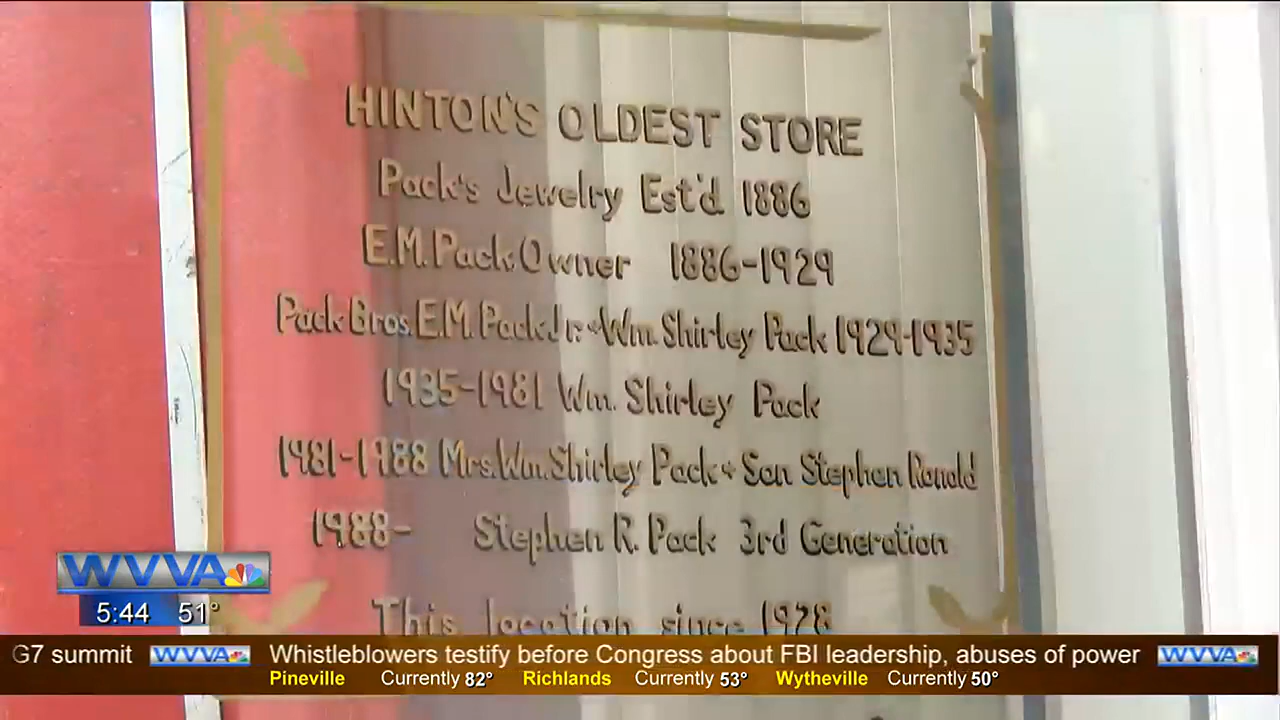 HINTON'S OLDEST STORE
Pack's Jewelry Est'd 1886
E.M. Pack Owner 1886-1929
Pack Bros. E.M. Pack Jr. + Wm. Shirley Pack 1929-1935
1935-1981 Wm. Shirley Pack
1981-1988 Mrs. Wm. Shirley Pack + Son Stephen Ronald
1988- Stephen R. Pack 3rd Generation
This location since 1928
WVVA
5:44 51°
G7 summit WVVA Whistleblowers testify before Congress about FBI leadership, abuses of power WVVA
Pineville Currently 82° Richlands Currently 53° Wytheville Currently 50°